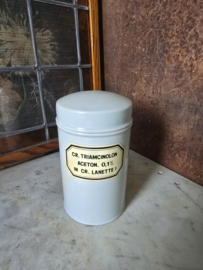 CR. TRIAMCINOLON
ACETON. 0,1%
IN CR. LANETTE I